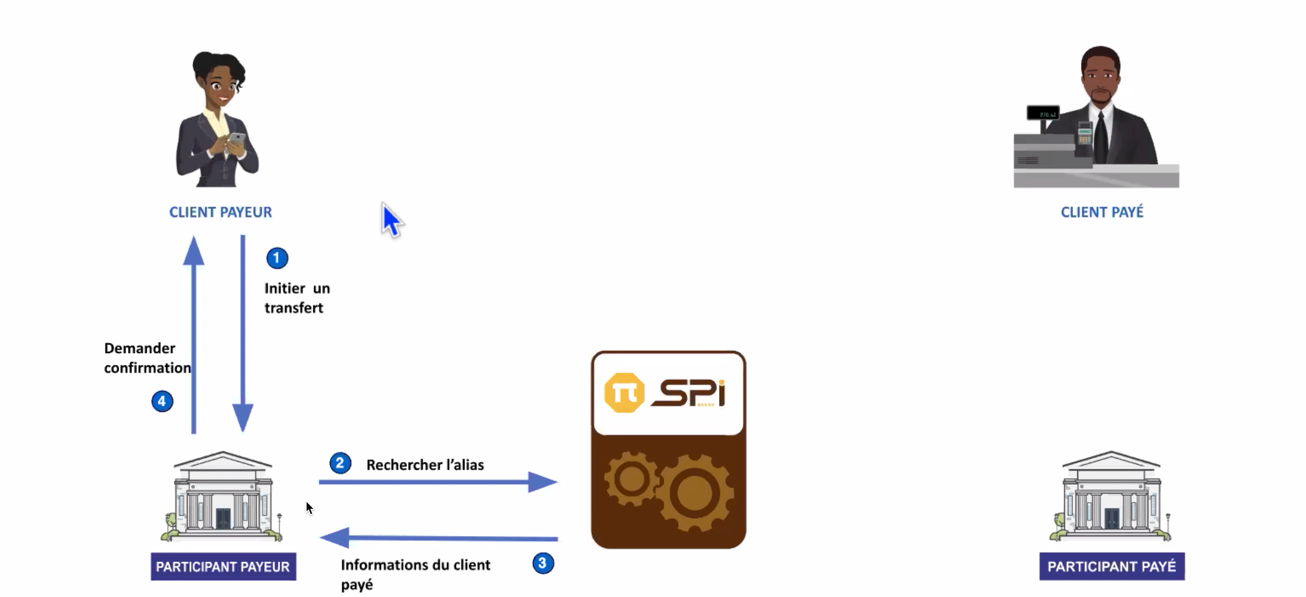 CLIENT PAYEUR
CLIENT PAYÉ
1
Initier un
transfert
Demander
confirmation
4
π SPi
2 Rechercher l'alias
3
Informations du client
payé
PARTICIPANT PAYEUR
PARTICIPANT PAYÉ